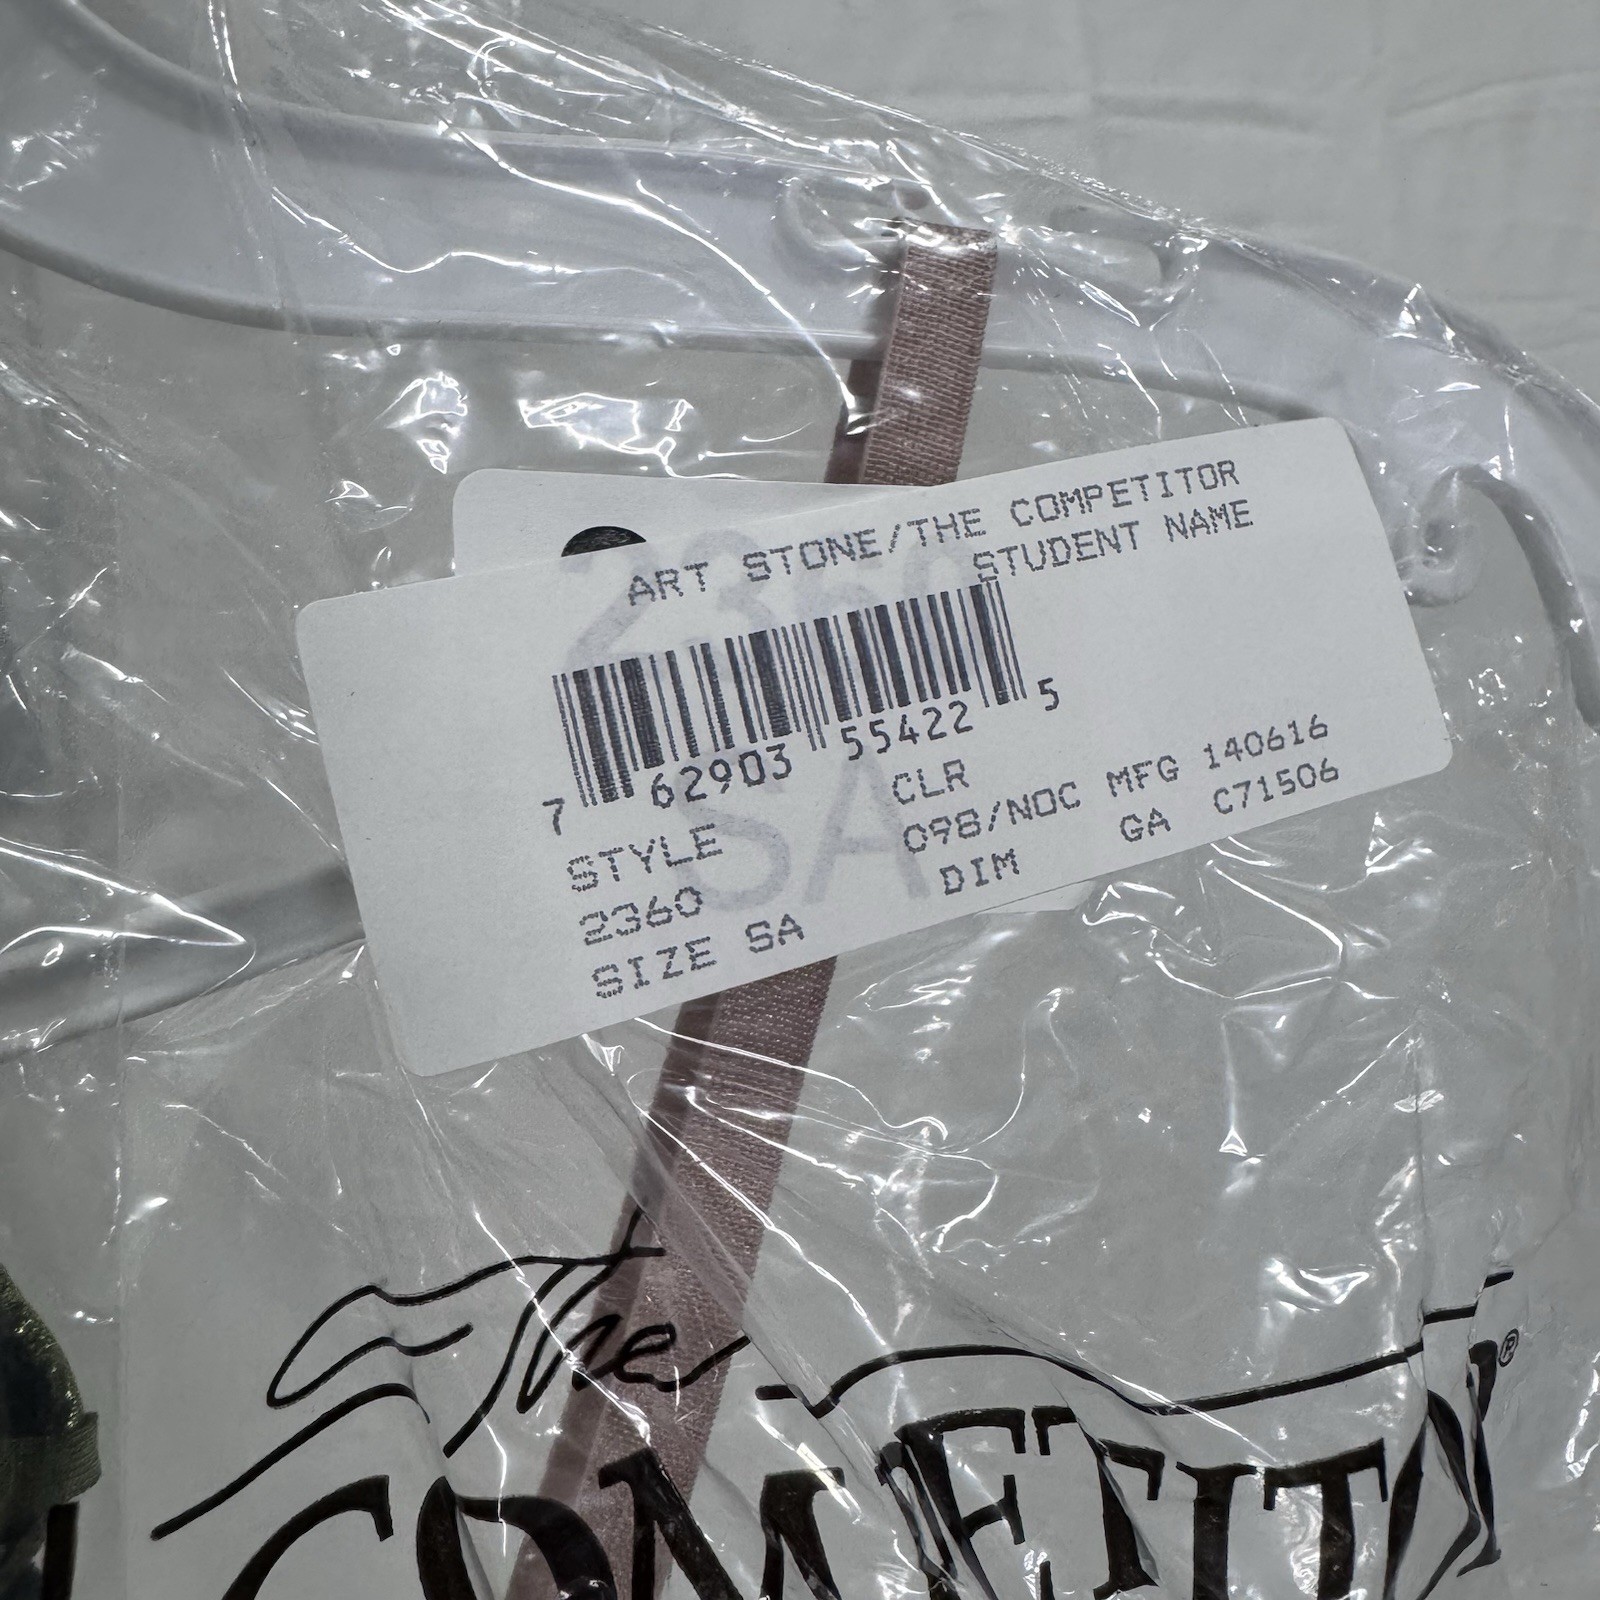 ART STONE/THE COMPETITOR
STUDENT NAME
7 62903 55422 5
STYLE CLR
2360 098/NOC MFG 140616
SIZE SA DIM GA C71506
2360
SA
The
COMPETITOR®